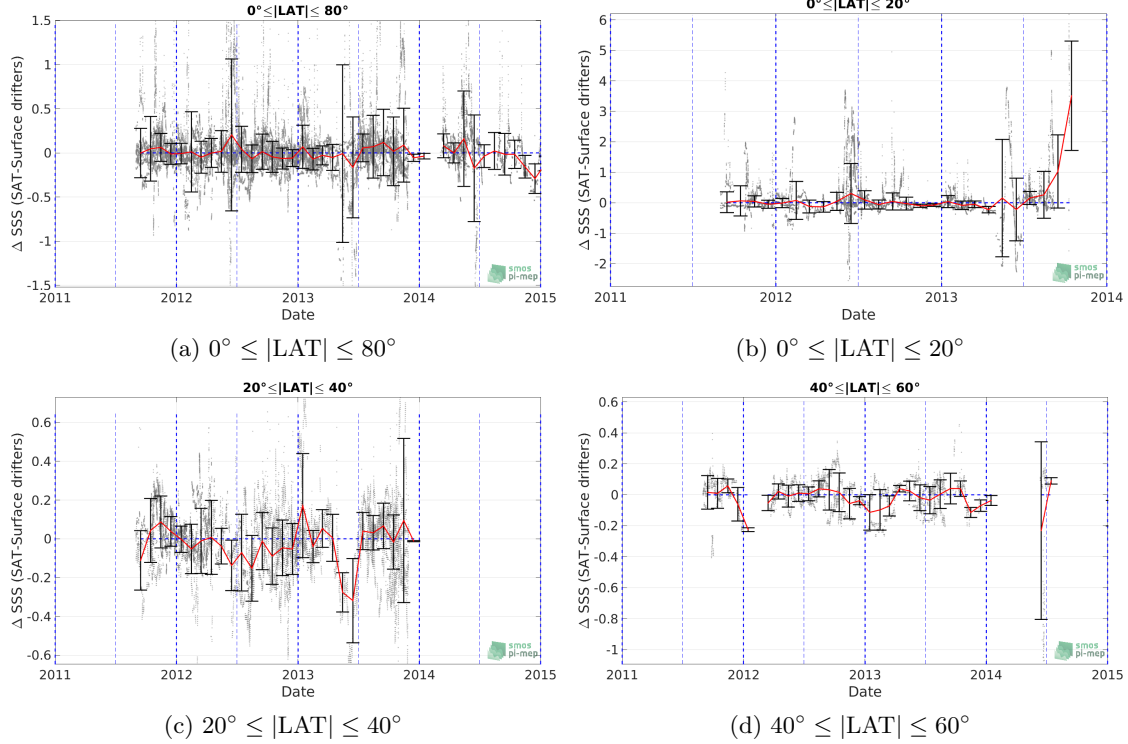 0°≤|LAT|≤ 80°
Δ SSS (SAT-Surface drifters)
1.5
1
0.5
0
-0.5
-1
-1.5
2011 2012 2013 2014 2015
Date
smos
pi-mep
(a) 0° ≤ |LAT| ≤ 80°
0°≤|LAT|≤ 20°
Δ SSS (SAT-Surface drifters)
6
5
4
3
2
1
0
-1
-2
2011 2012 2013 2014
Date
smos
pi-mep
(b) 0° ≤ |LAT| ≤ 20°
20°≤|LAT|≤ 40°
Δ SSS (SAT-Surface drifters)
0.6
0.4
0.2
0
-0.2
-0.4
-0.6
2011 2012 2013 2014 2015
Date
smos
pi-mep
(c) 20° ≤ |LAT| ≤ 40°
40°≤|LAT|≤ 60°
Δ SSS (SAT-Surface drifters)
0.6
0.4
0.2
0
-0.2
-0.4
-0.6
-0.8
-1
2011 2012 2013 2014 2015
Date
smos
pi-mep
(d) 40° ≤ |LAT| ≤ 60°